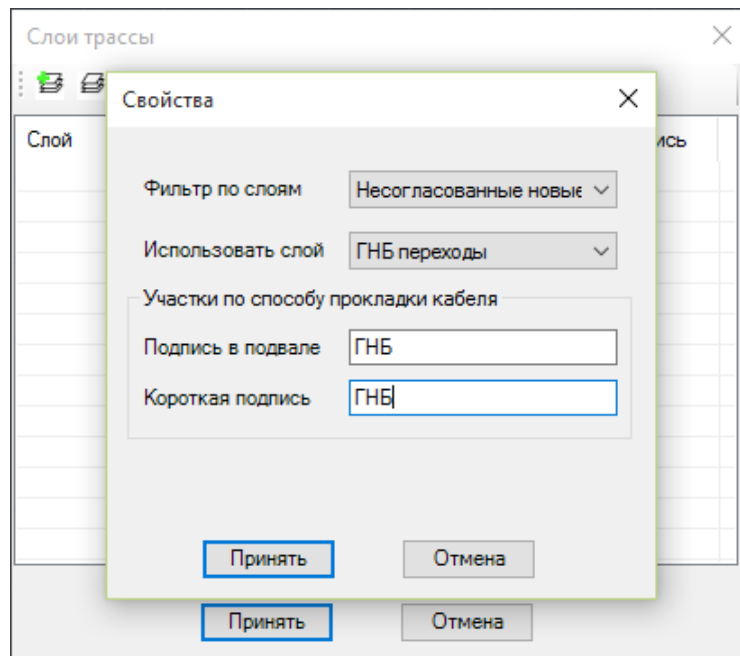 Слои трассы
Свойства
Слой
Фильтр по слоям Несогласованные новые
Использовать слой ГНБ переходы
Участки по способу прокладки кабеля
Подпись в подвале ГНБ
Короткая подпись ГНБ
Принять Отмена
Принять Отмена